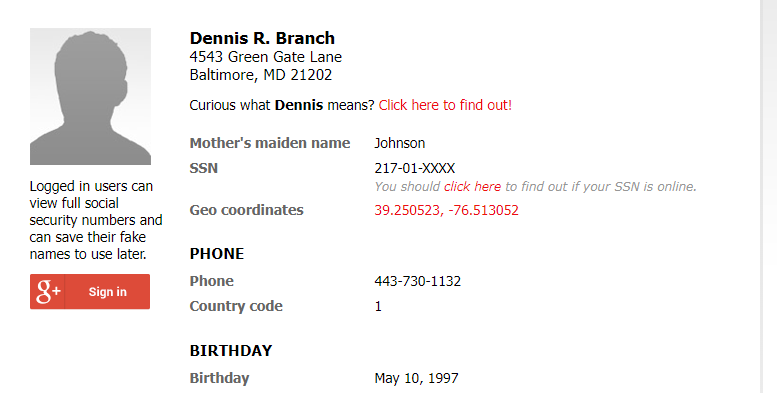 Dennis R. Branch
4543 Green Gate Lane
Baltimore, MD 21202
Curious what Dennis means? Click here to find out!
Mother's maiden name Johnson
SSN 217-01-XXXX
You should click here to find out if your SSN is online.
Geo coordinates 39.250523, -76.513052
Logged in users can
view full social
security numbers and
can save their fake
names to use later.
g+ Sign in
PHONE
Phone 443-730-1132
Country code 1
BIRTHDAY
Birthday May 10, 1997